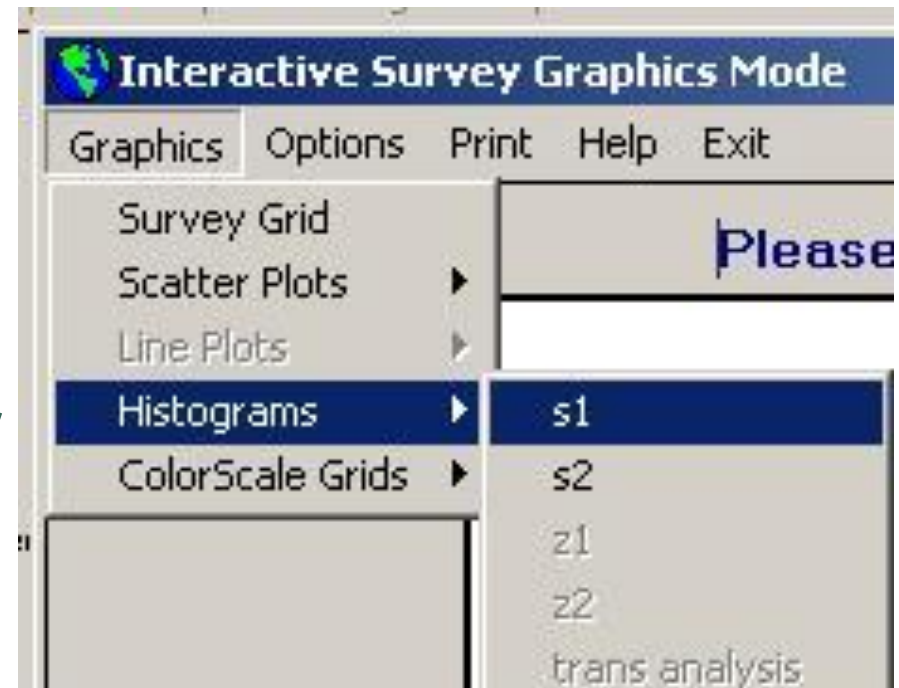 Interactive Survey Graphics Mode
Graphics Options Print Help Exit
Survey Grid
Please
Scatter Plots
Line Plots
Histograms
s1
ColorScale Grids
s2
z1
z2
trans analysis